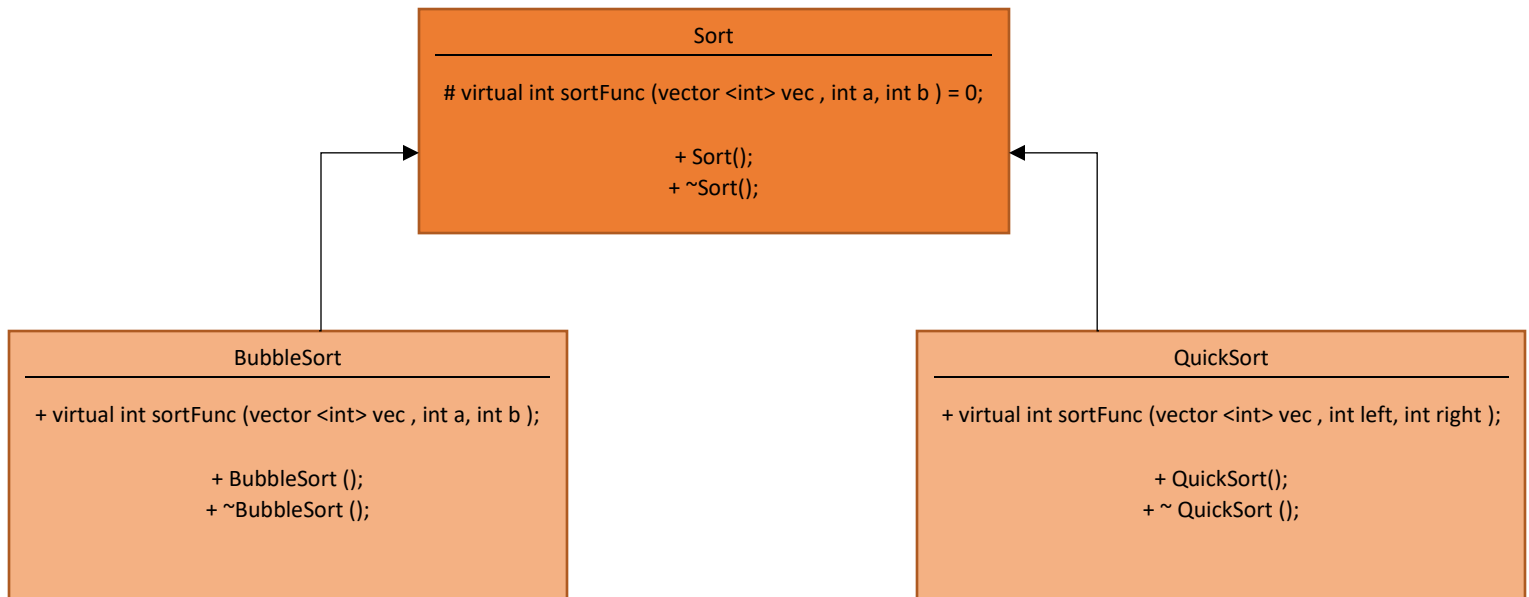 Sort
# virtual int sortFunc (vector <int> vec , int a, int b ) = 0;
+ Sort();
+ ~Sort();
BubbleSort
+ virtual int sortFunc (vector <int> vec , int a, int b );
+ BubbleSort ();
+ ~BubbleSort ();
QuickSort
+ virtual int sortFunc (vector <int> vec , int left, int right );
+ QuickSort();
+ ~ QuickSort ();